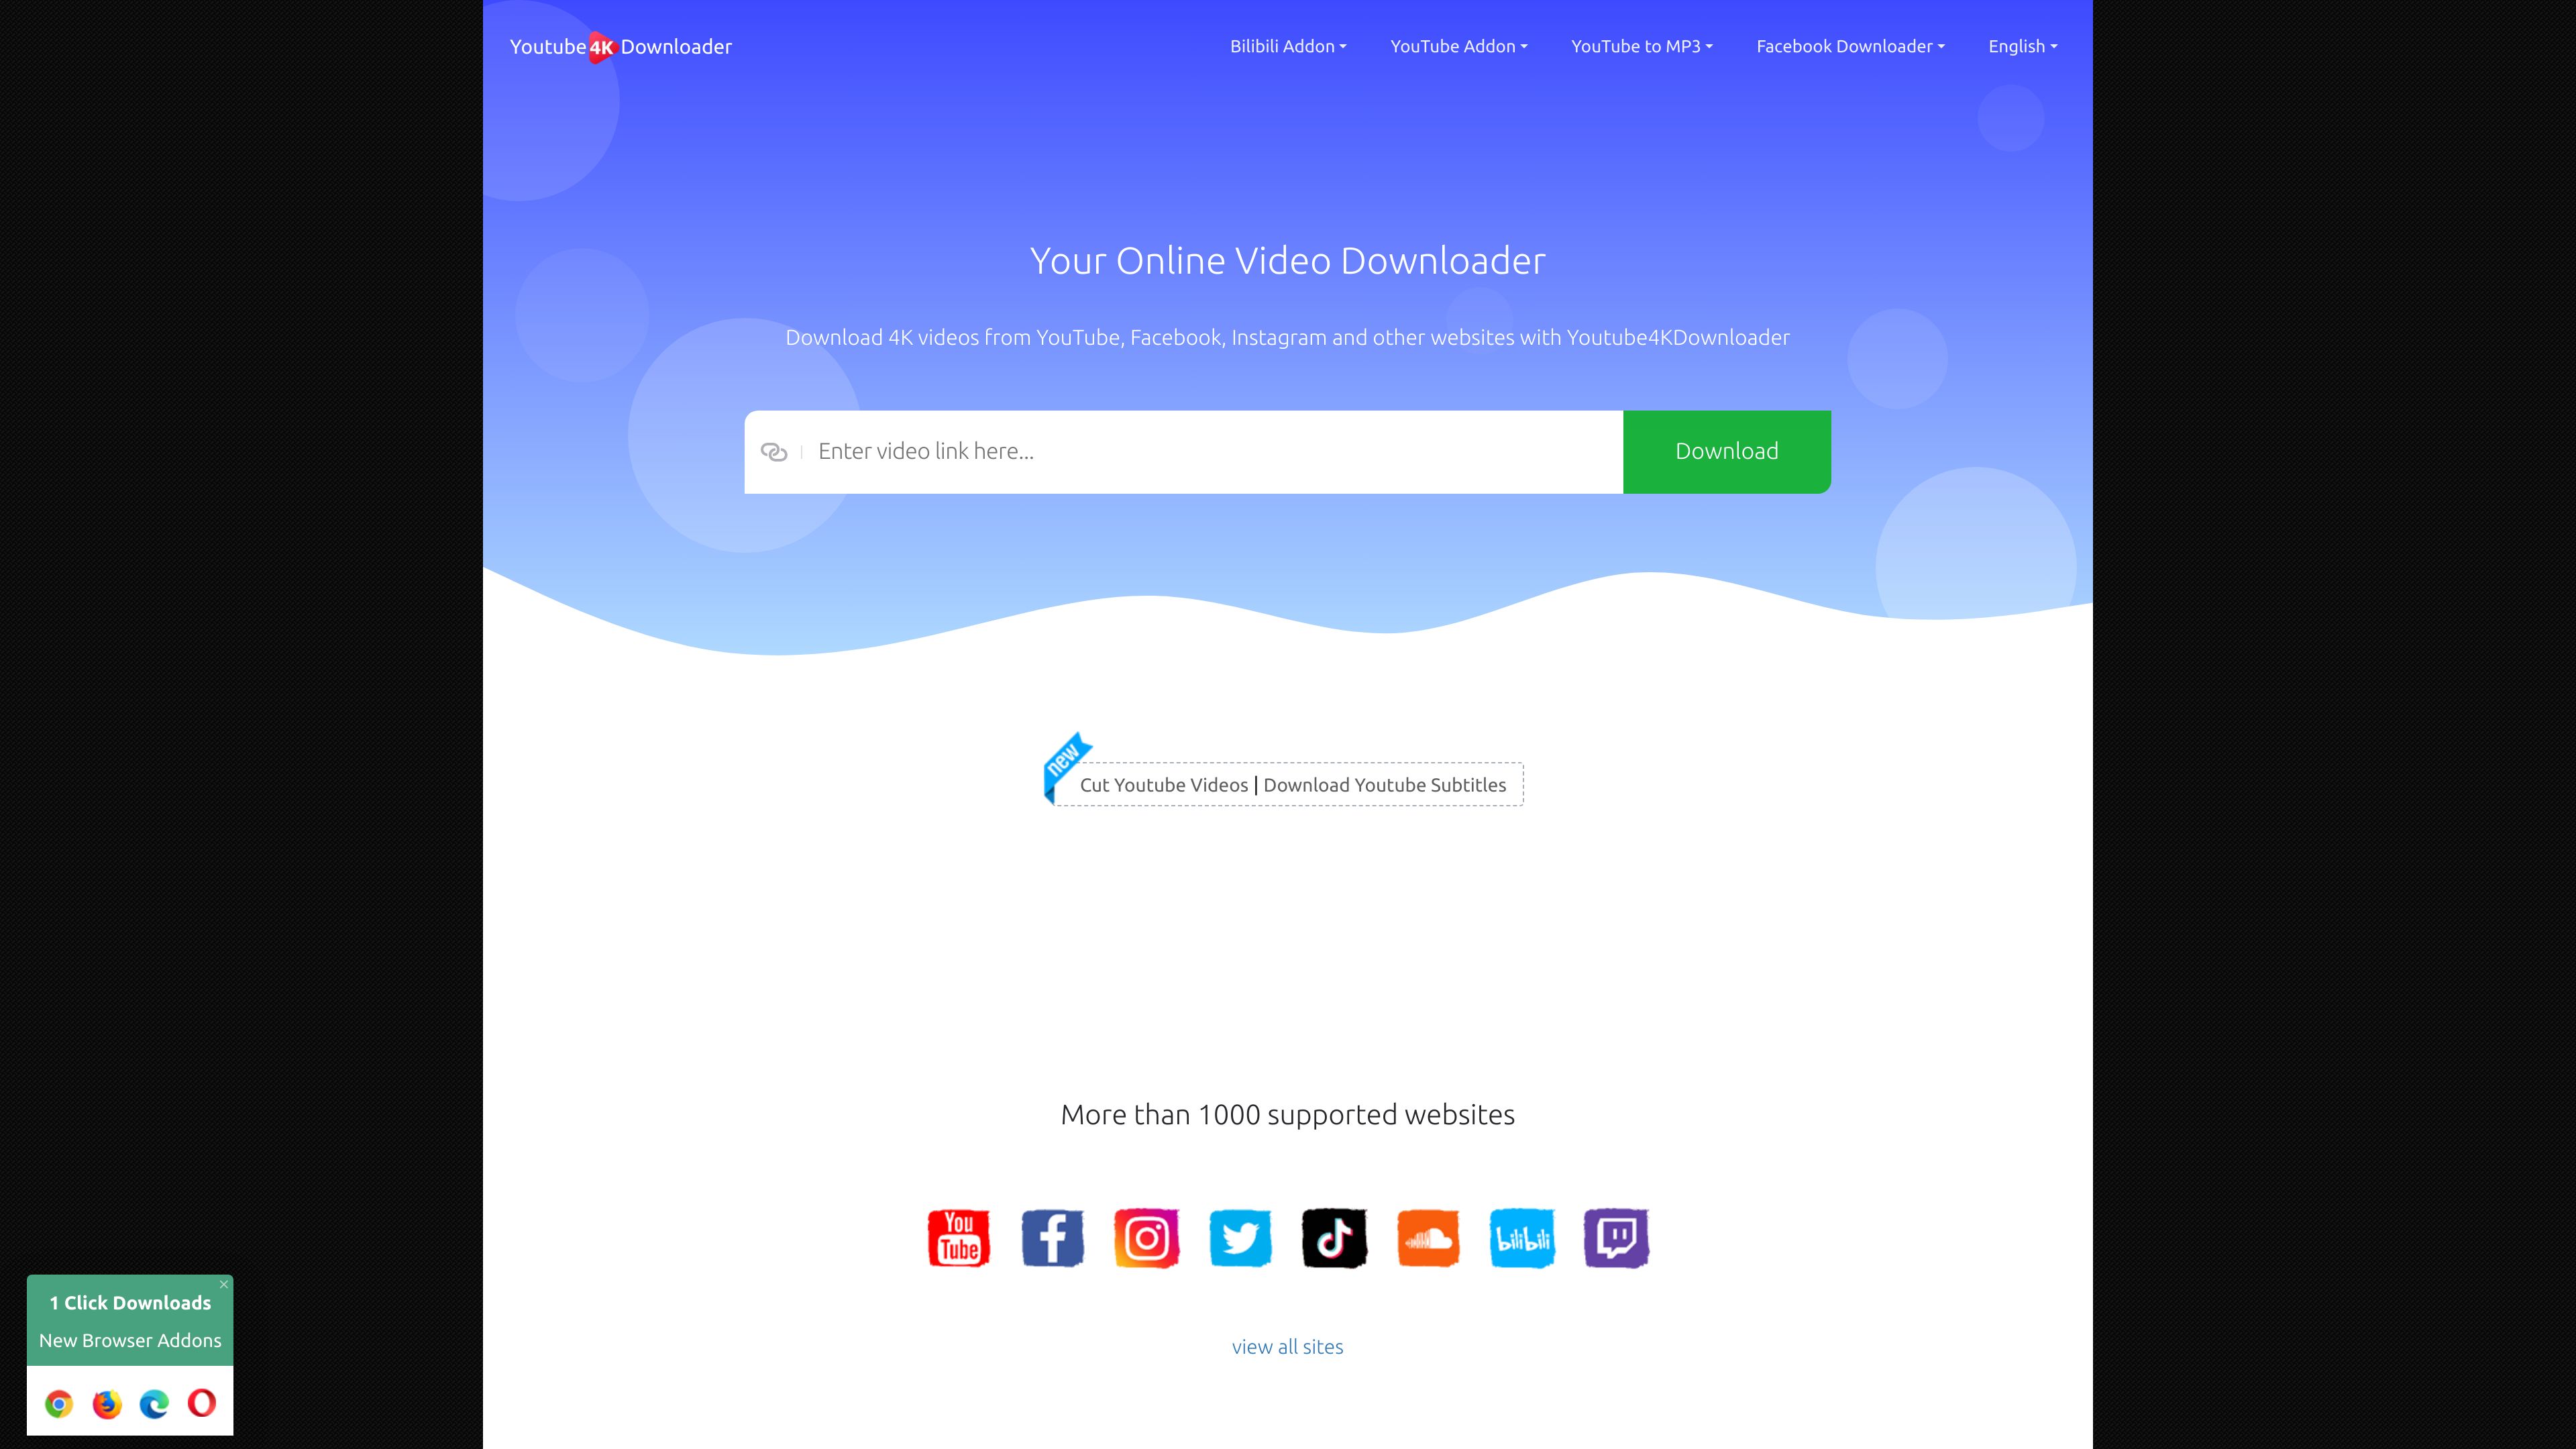 Youtube4K Downloader
Bilibili Addon
YouTube Addon
YouTube to MP3
Facebook Downloader
English
Your Online Video Downloader
Download 4K videos from YouTube, Facebook, Instagram and other websites with Youtube4KDownloader
Enter video link here...
Download
new
Cut Youtube Videos | Download Youtube Subtitles
More than 1000 supported websites
You
Tube
bilibili
view all sites
1 Click Downloads
New Browser Addons